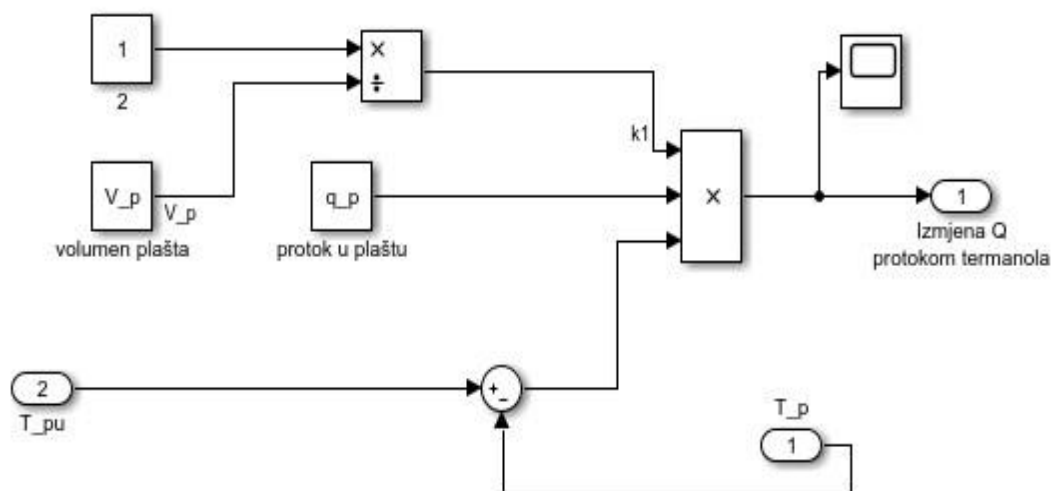 1
2
×
÷
k1
V_p
V_p
volumen plašta
q_p
protok u plaštu
×
1
Izmjena Q
protokom termanola
2
T_pu
+
-
T_p
1